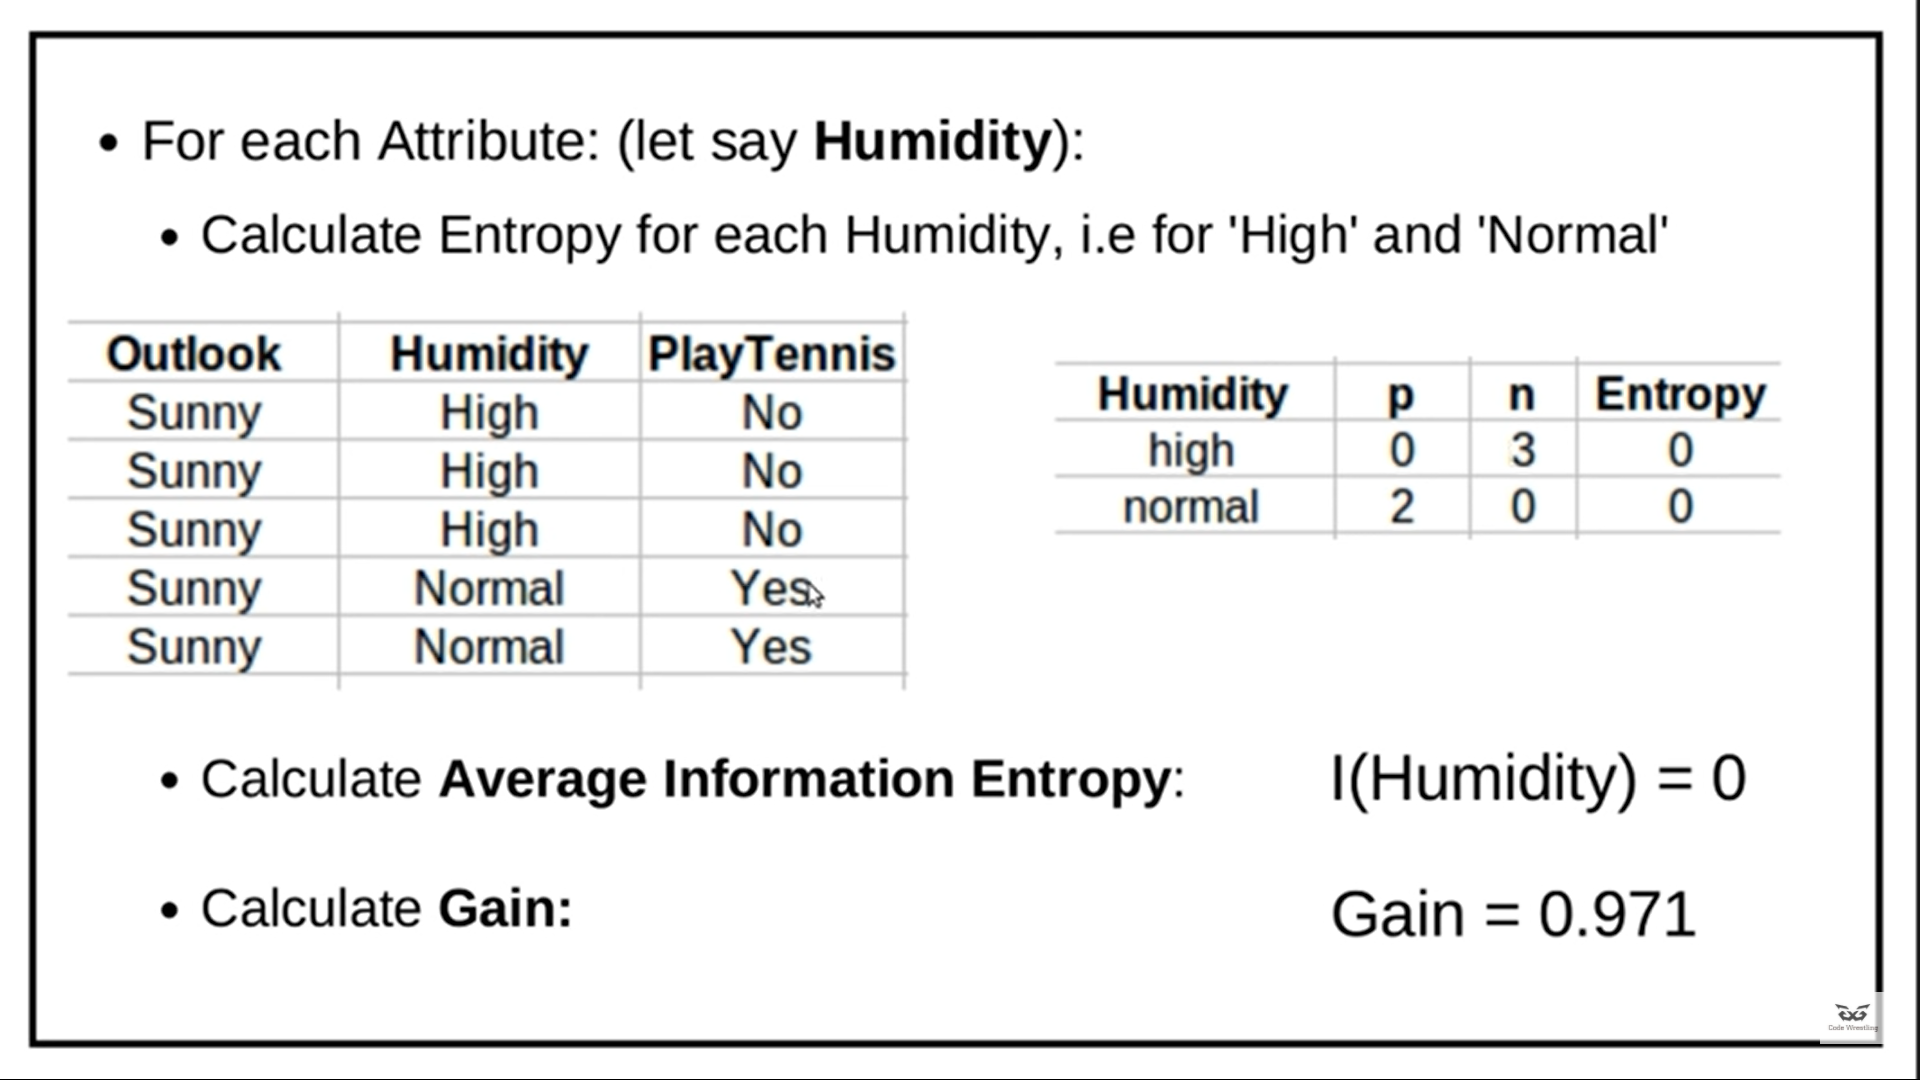 • For each Attribute: (let say Humidity):
• Calculate Entropy for each Humidity, i.e for 'High' and 'Normal'
Outlook Humidity PlayTennis
Sunny High No
Sunny High No
Sunny High No
Sunny Normal Yes
Sunny Normal Yes
Humidity p n Entropy
high 0 3 0
normal 2 0 0
• Calculate Average Information Entropy: I(Humidity) = 0
• Calculate Gain: Gain = 0.971
Code Wrestling